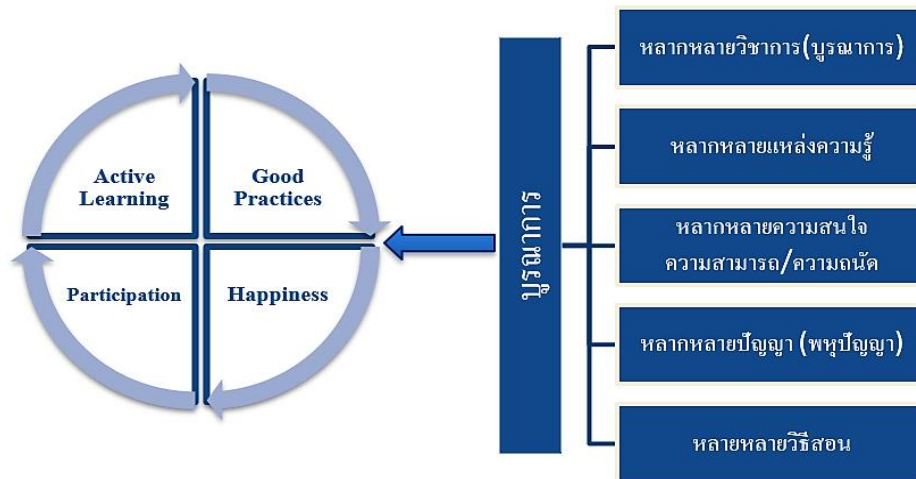 Active
Learning
Good
Practices
Participation
Happiness
บูรณาการ
หลากหลายวิชาการ(บูรณาการ)
หลากหลายแหล่งความรู้
หลากหลายความสนใจ
ความสามารถ/ความถนัด
หลากหลายปัญญา (พหุปัญญา)
หลายหลายวิธีสอน